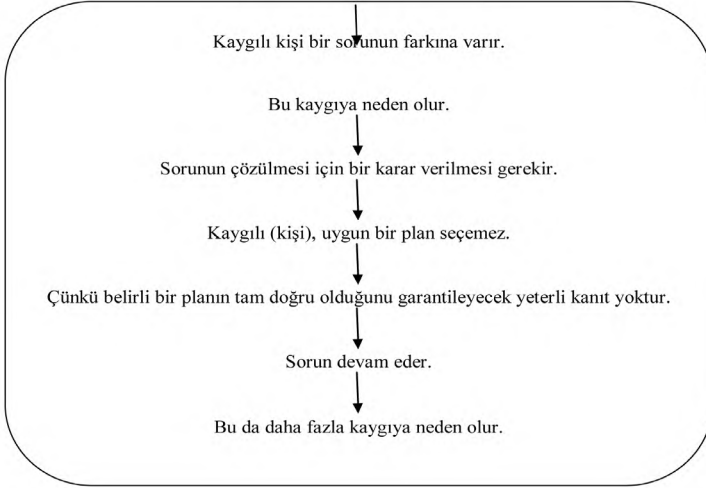 Kaygılı kişi bir sorunun farkına varır.
Bu kaygıya neden olur.
Sorunun çözülmesi için bir karar verilmesi gerekir.
Kaygılı (kişi), uygun bir plan seçemez.
Çünkü belirli bir planın tam doğru olduğunu garantileyecek yeterli kanıt yoktur.
Sorun devam eder.
Bu da daha fazla kaygıya neden olur.